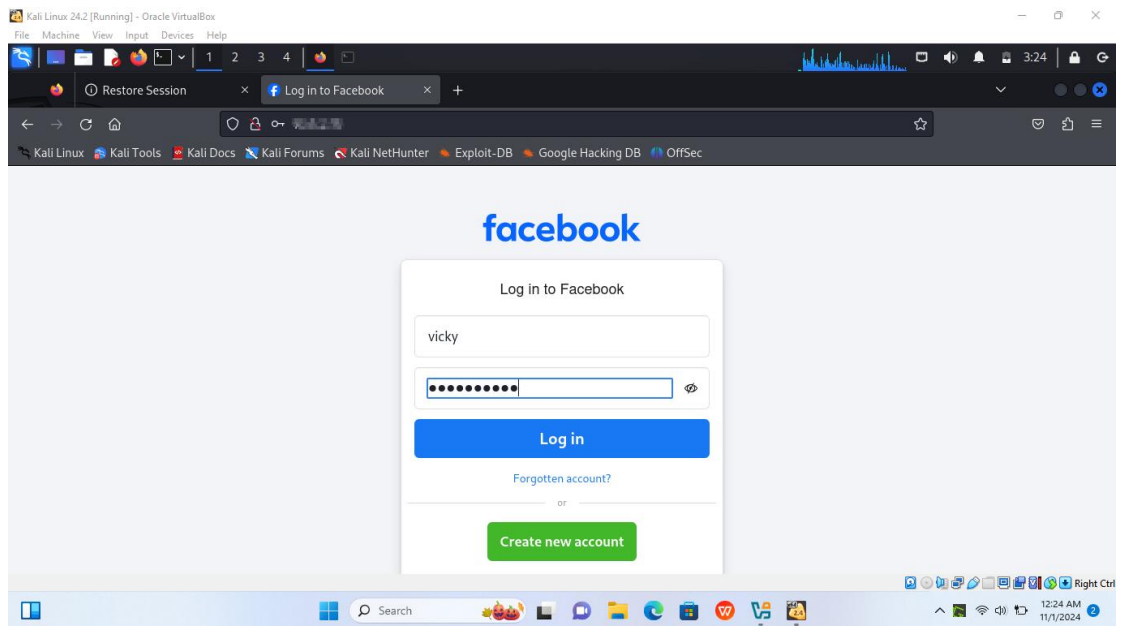 Kali Linux 24.2 [Running] - Oracle VirtualBox
File Machine View Input Devices Help
1 2 3 4 3:24
Restore Session Log in to Facebook
Kali Linux Kali Tools Kali Docs Kali Forums Kali NetHunter Exploit-DB Google Hacking DB OffSec
facebook
Log in to Facebook
vicky
Log in
Forgotten account?
or
Create new account
Right Ctrl
Search
12:24 AM
11/1/2024
2